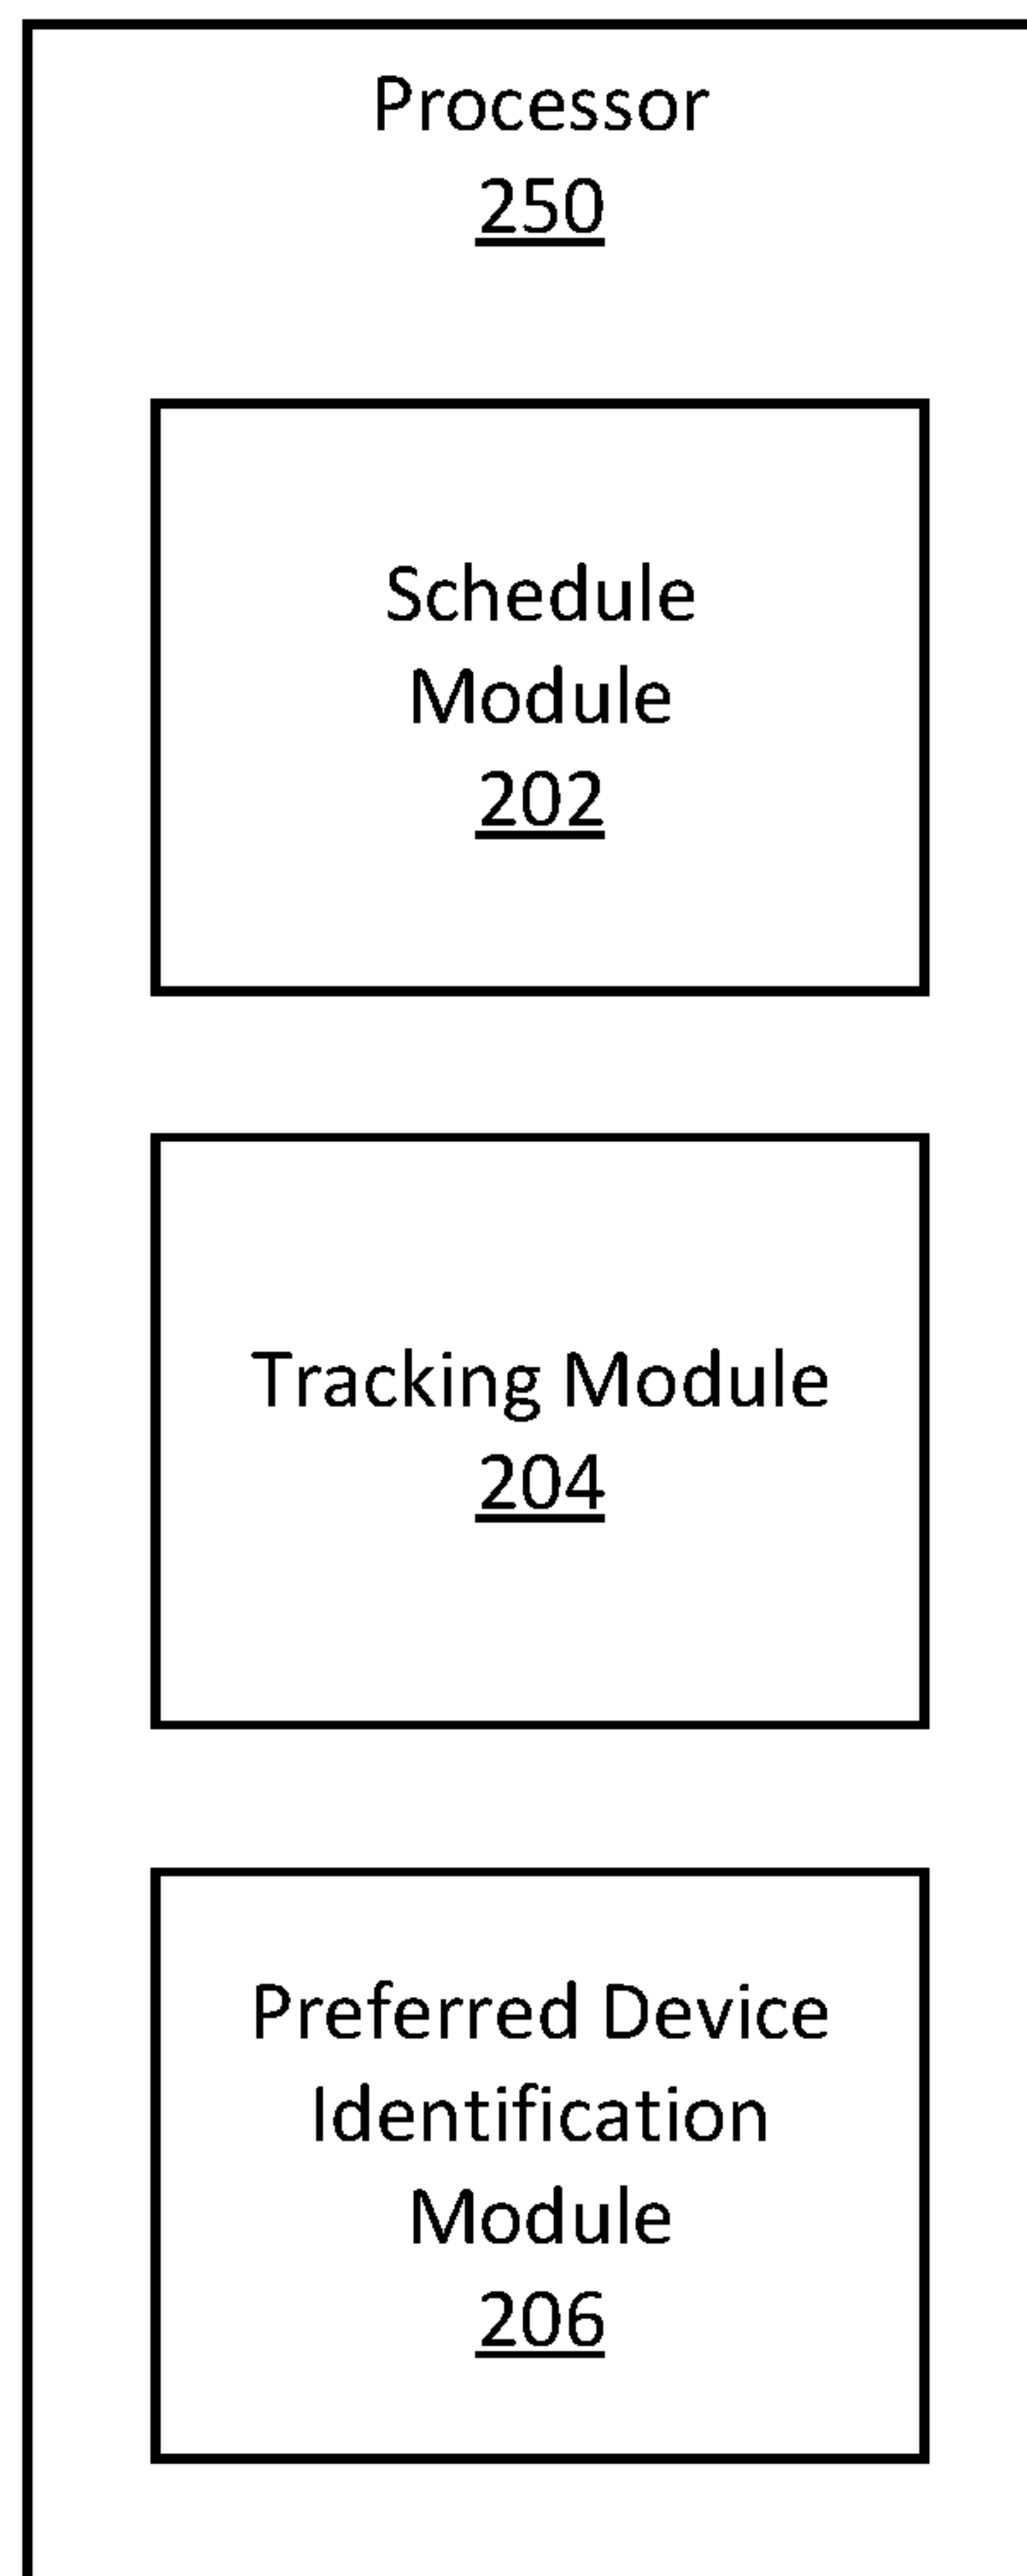 Processor
250
Schedule
Module
202
Tracking Module
204
Preferred Device
Identification
Module
206